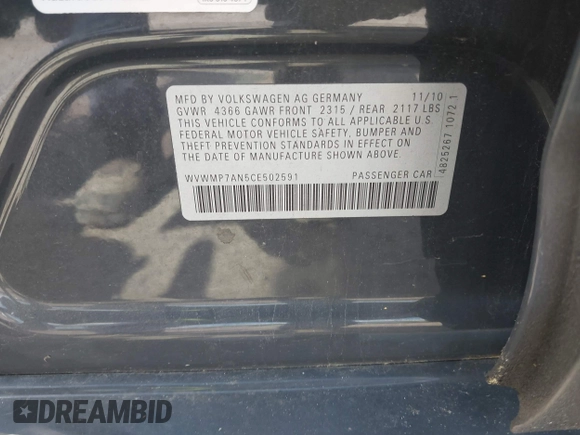 MFD BY VOLKSWAGEN AG GERMANY 11/10
GVWR 4366 GAWR FRONT 2315 / REAR 2117 LBS
THIS VEHICLE CONFORMS TO ALL APPLICABLE U.S
FEDERAL MOTOR VEHICLE SAFETY, BUMPER AND
THEFT PREVENTION STANDARDS IN EFFECT ON
THE DATE OF MANUFACTURE SHOWN ABOVE.
WVWMP7AN5CE502591 PASSENGER CAR
4825267 1072 1
DREAMBID